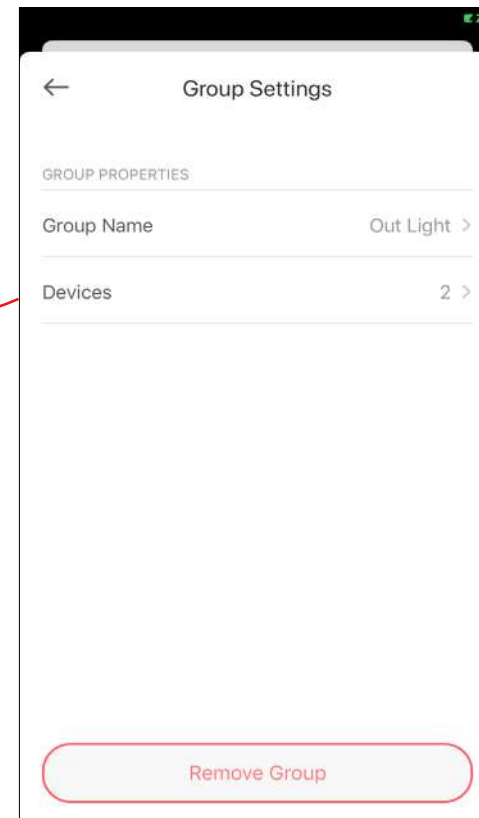 Group Settings
GROUP PROPERTIES
Group Name Out Light >
Devices 2 >
Remove Group